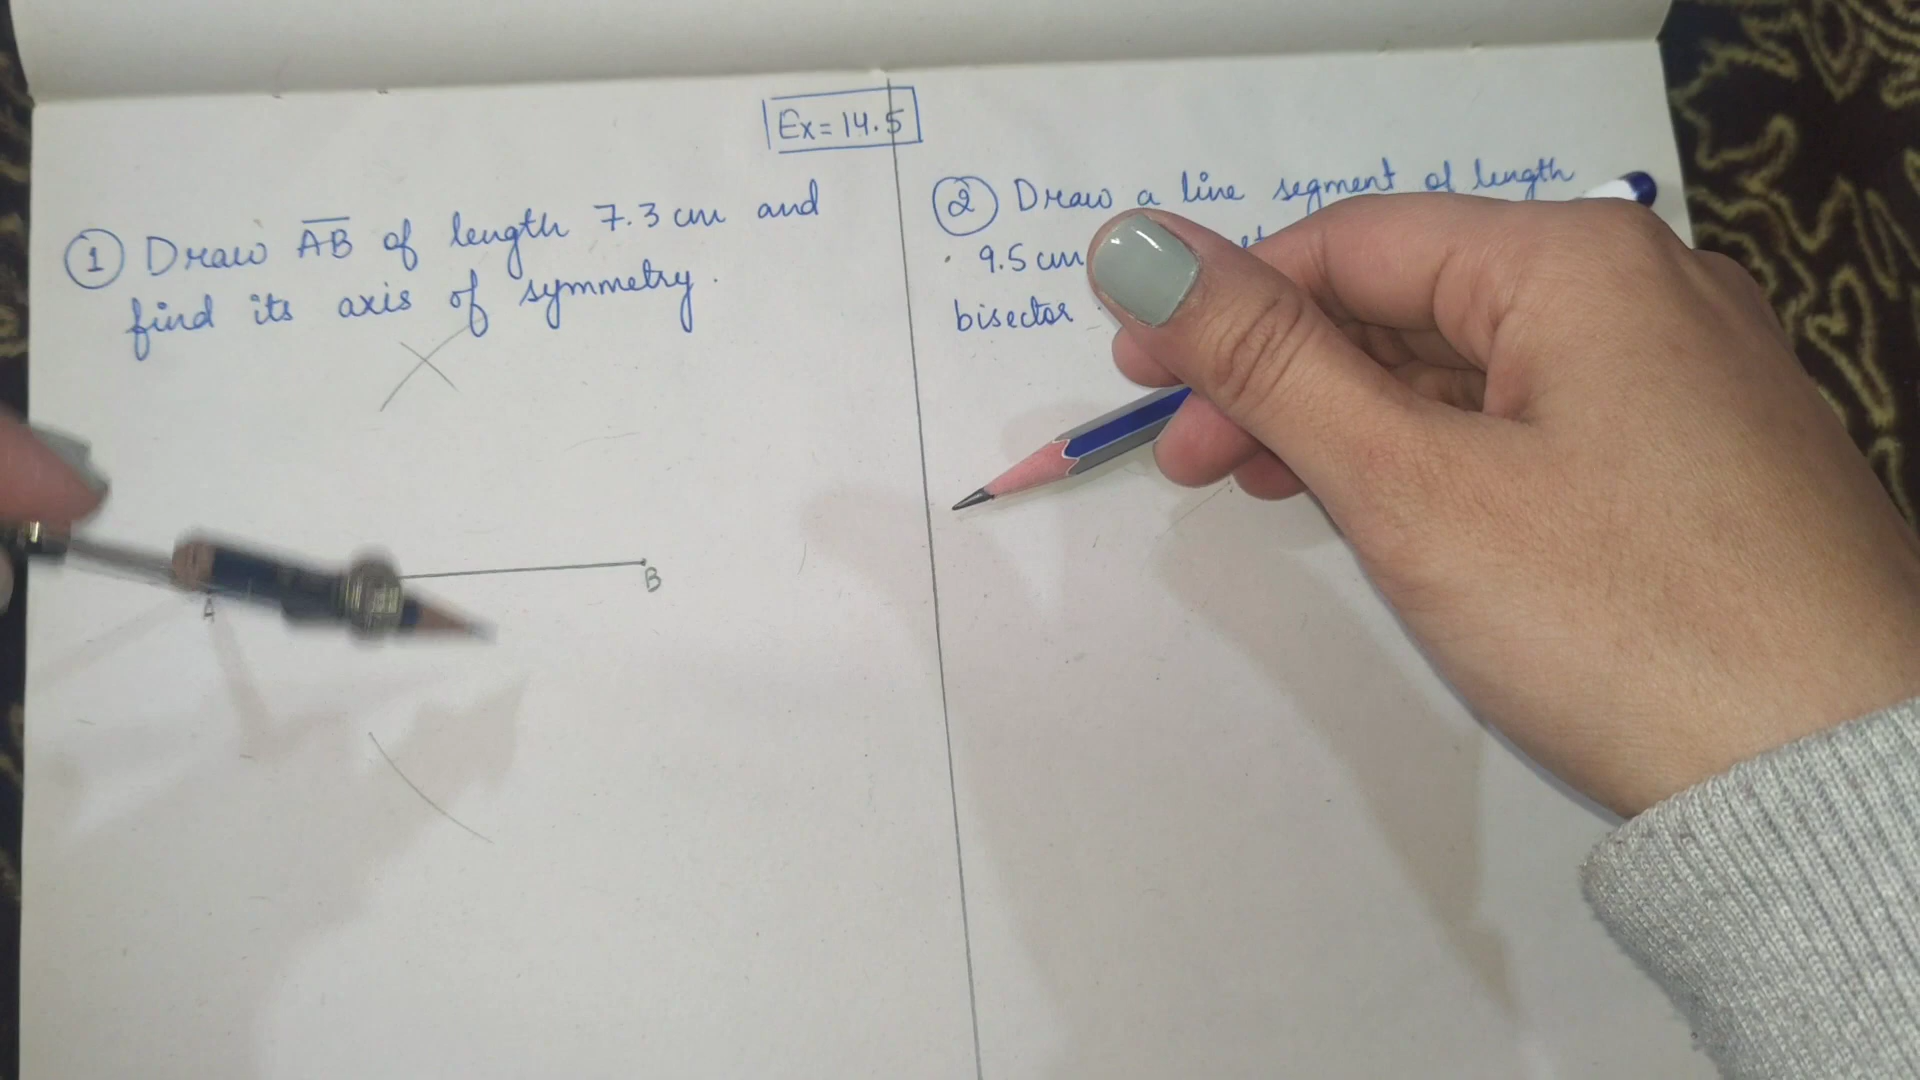 Ex = 14.5
① Draw A̅B̅ of length 7.3 cm and
find its axis of symmetry.
② Draw a line segment of length
9.5 cm
bisector
A
B